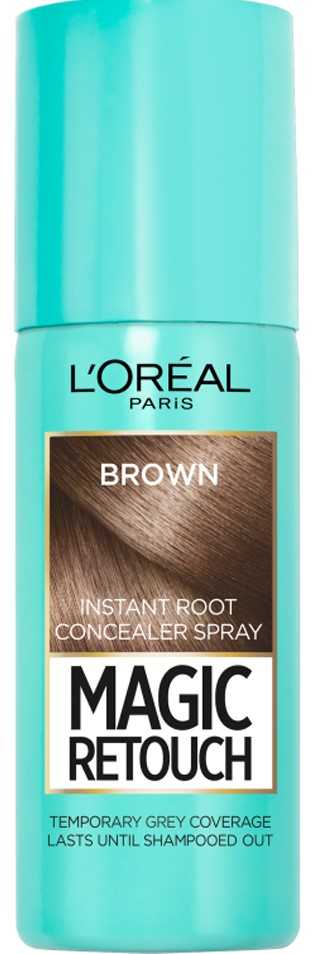 L'ORÉAL
PARiS
BROWN
INSTANT ROOT
CONCEALER SPRAY
MAGIC
RETOUCH
TEMPORARY GREY COVERAGE
LASTS UNTIL SHAMPOOED OUT